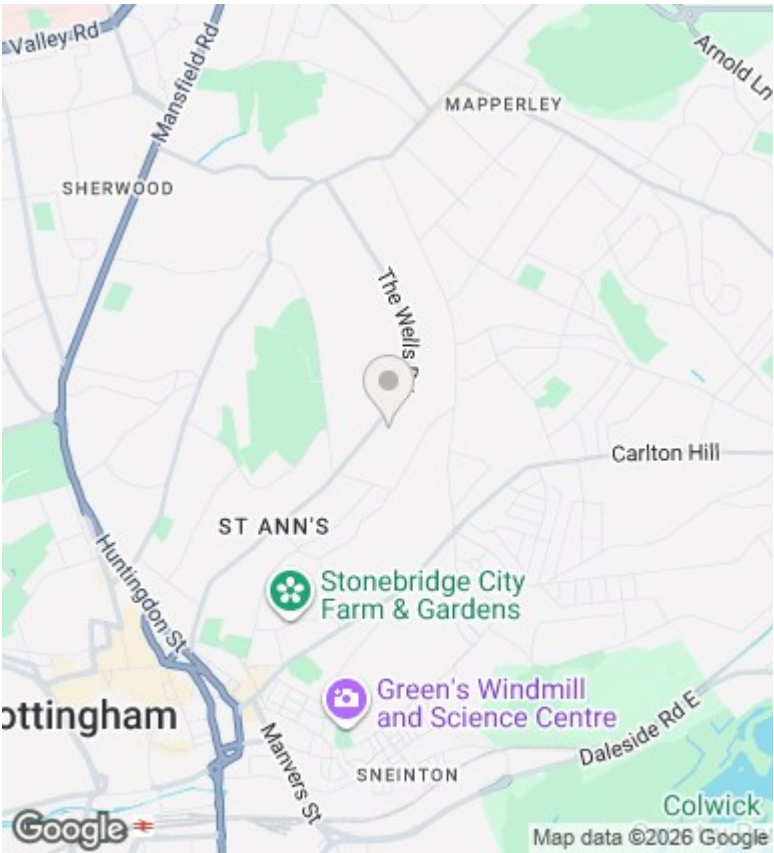 Valley Rd
Mansfield Rd
Arnold Ln
MAPPERLEY
SHERWOOD
The Wells
Carlton Hill
ST ANN'S
Huntingdon St
Stonebridge City
Farm & Gardens
Green's Windmill
and Science Centre
ottingham
Manvers St
Daleside Rd E
SNEINTON
Colwick
Google
Map data ©2026 Google